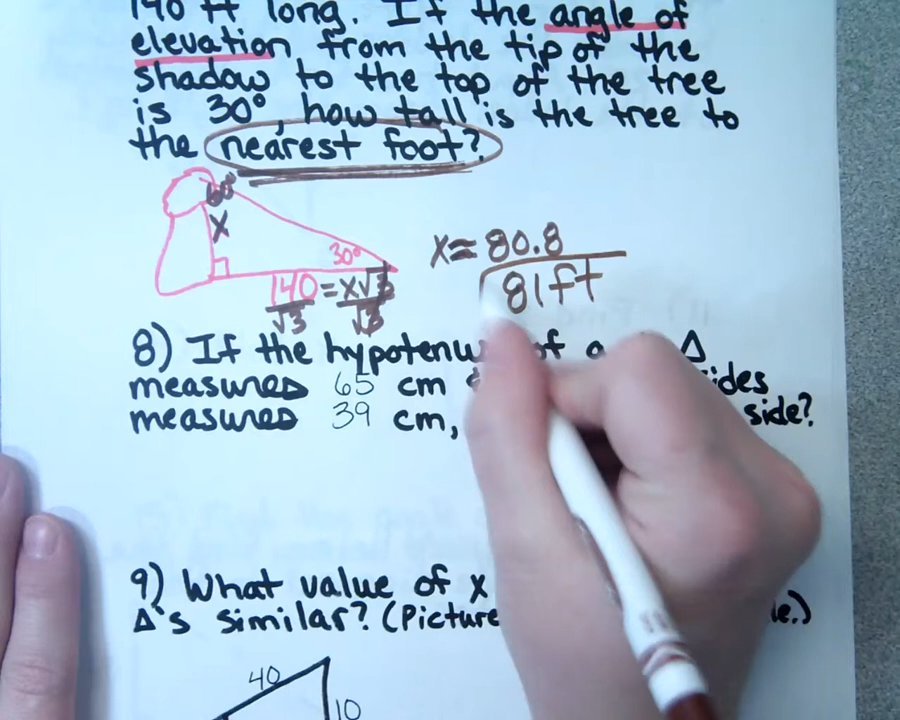 140 ft long. If the angle of
elevation from the tip of the
shadow to the top of the tree
is 30°, how tall is the tree to
the nearest foot?
60°
X
30°
140 = x√3
√3 √3
x ≈ 80.8
81ft
8) If the hypotenu of a Δ
measures 65 cm ides
measures 39 cm, side?
9) What value of x
Δ's similar? (Picture le.)
40
10